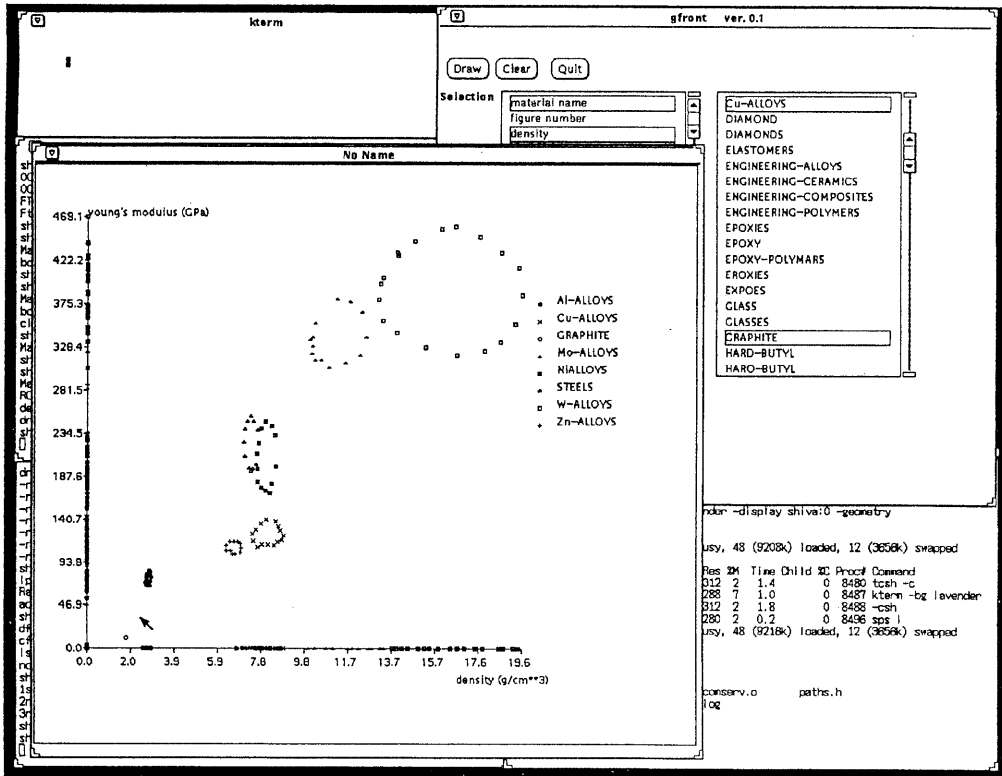 kterm
gfront ver. 0.1
Draw Clear Quit
Selection
material name
figure number
density
Cu-ALLOYS
DIAMOND
DIAMONDS
ELASTOMERS
ENGINEERING-ALLOYS
ENGINEERING-CERAMICS
ENGINEERING-COMPOSITES
ENGINEERING-POLYMERS
EPOXIES
EPOXY
EPOXY-POLYMARS
EROXIES
EXPOES
GLASS
GLASSES
GRAPHITE
HARD-BUTYL
HARO-BUTYL
No Name
young's modulus (GPa)
469.1
422.2
375.3
328.4
281.5
234.5
187.6
140.7
93.8
46.9
0.0
0.0 2.0 3.9 5.9 7.8 9.8 11.7 13.7 15.7 17.6 19.6
density (g/cm**3)
Al-ALLOYS
Cu-ALLOYS
GRAPHITE
Mo-ALLOYS
NiALLOYS
STEELS
W-ALLOYS
Zn-ALLOYS
-display shiva:0 -geometry
usy, 48 (9208k) loaded, 12 (3656k) swapped
Res %M Time Child %C Proc# Command
312 2 1.4 0 8480 tcsh -c
288 7 1.0 0 8487 kterm -bg lavender
312 2 1.8 0 8488 -csh
280 2 0.2 0 8496 sps l
usy, 48 (9216k) loaded, 12 (3656k) swapped
conserv.o paths.h
log